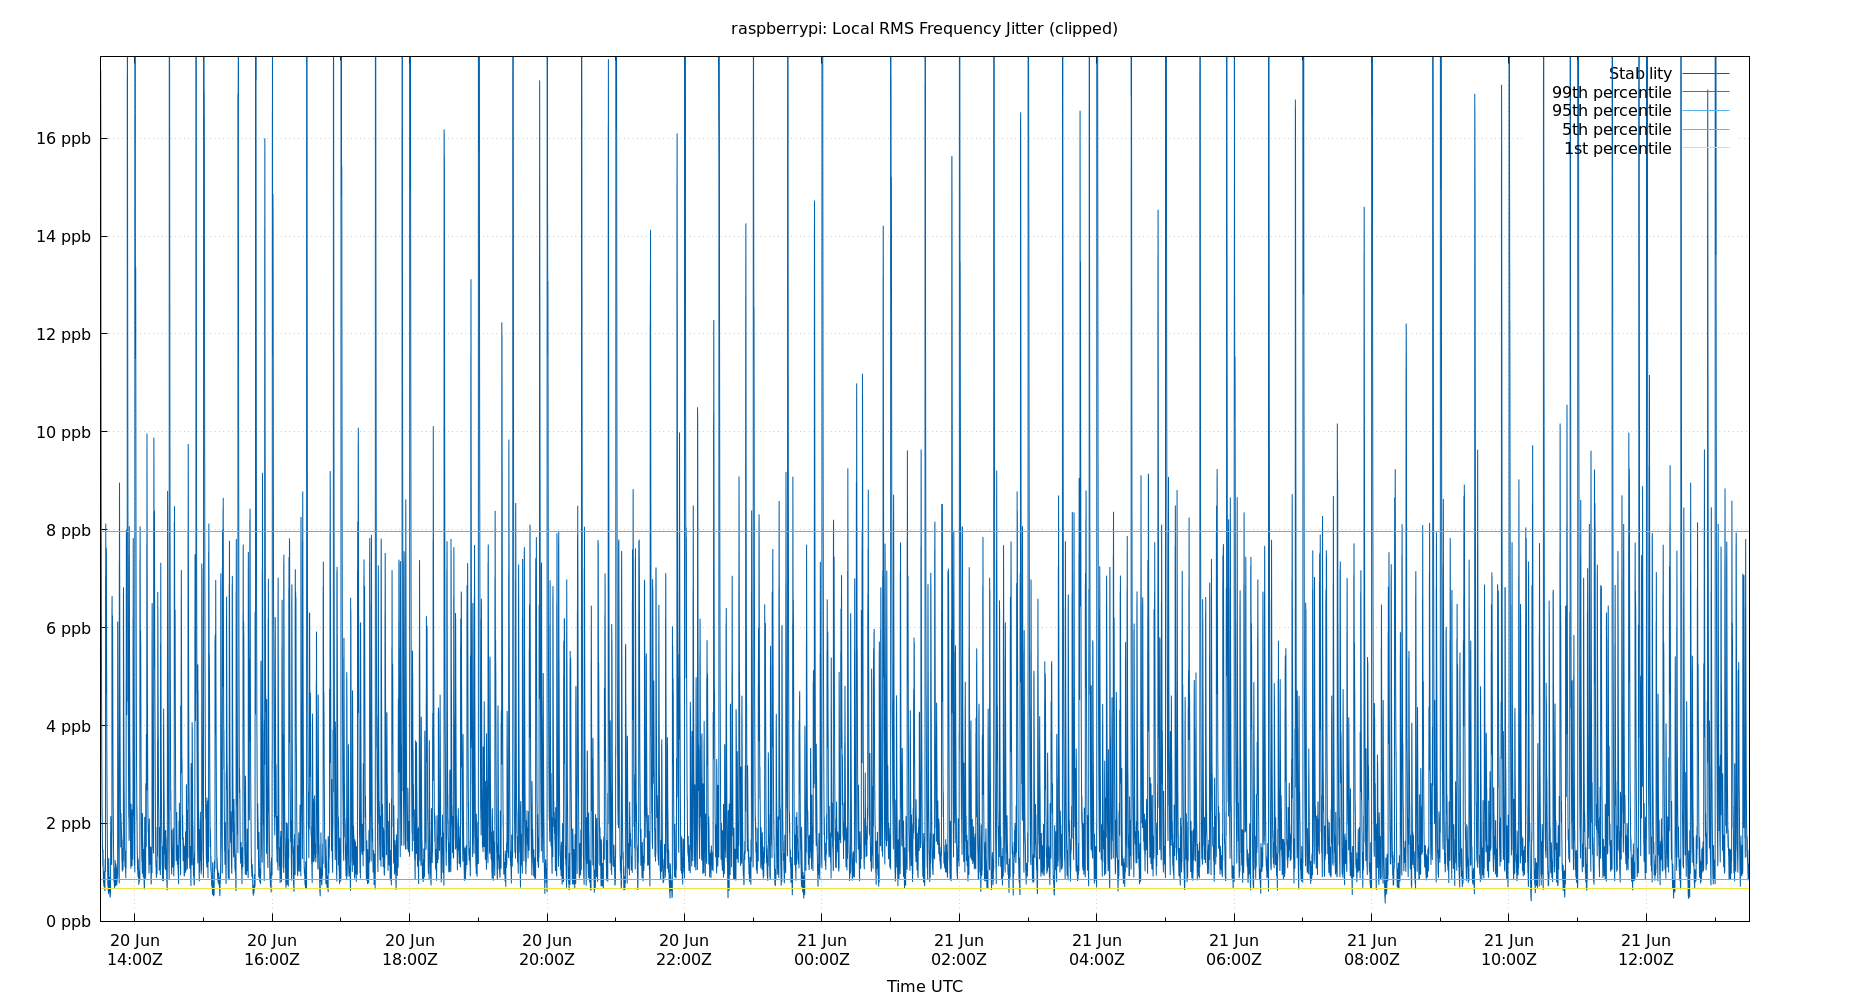 raspberrypi: Local RMS Frequency Jitter (clipped)
Stability
99th percentile
95th percentile
5th percentile
1st percentile
16 ppb
14 ppb
12 ppb
10 ppb
8 ppb
6 ppb
4 ppb
2 ppb
0 ppb
20 Jun 20 Jun 20 Jun 20 Jun 20 Jun 21 Jun 21 Jun 21 Jun 21 Jun 21 Jun 21 Jun 21 Jun
14:00Z 16:00Z 18:00Z 20:00Z 22:00Z 00:00Z 02:00Z 04:00Z 06:00Z 08:00Z 10:00Z 12:00Z
Time UTC